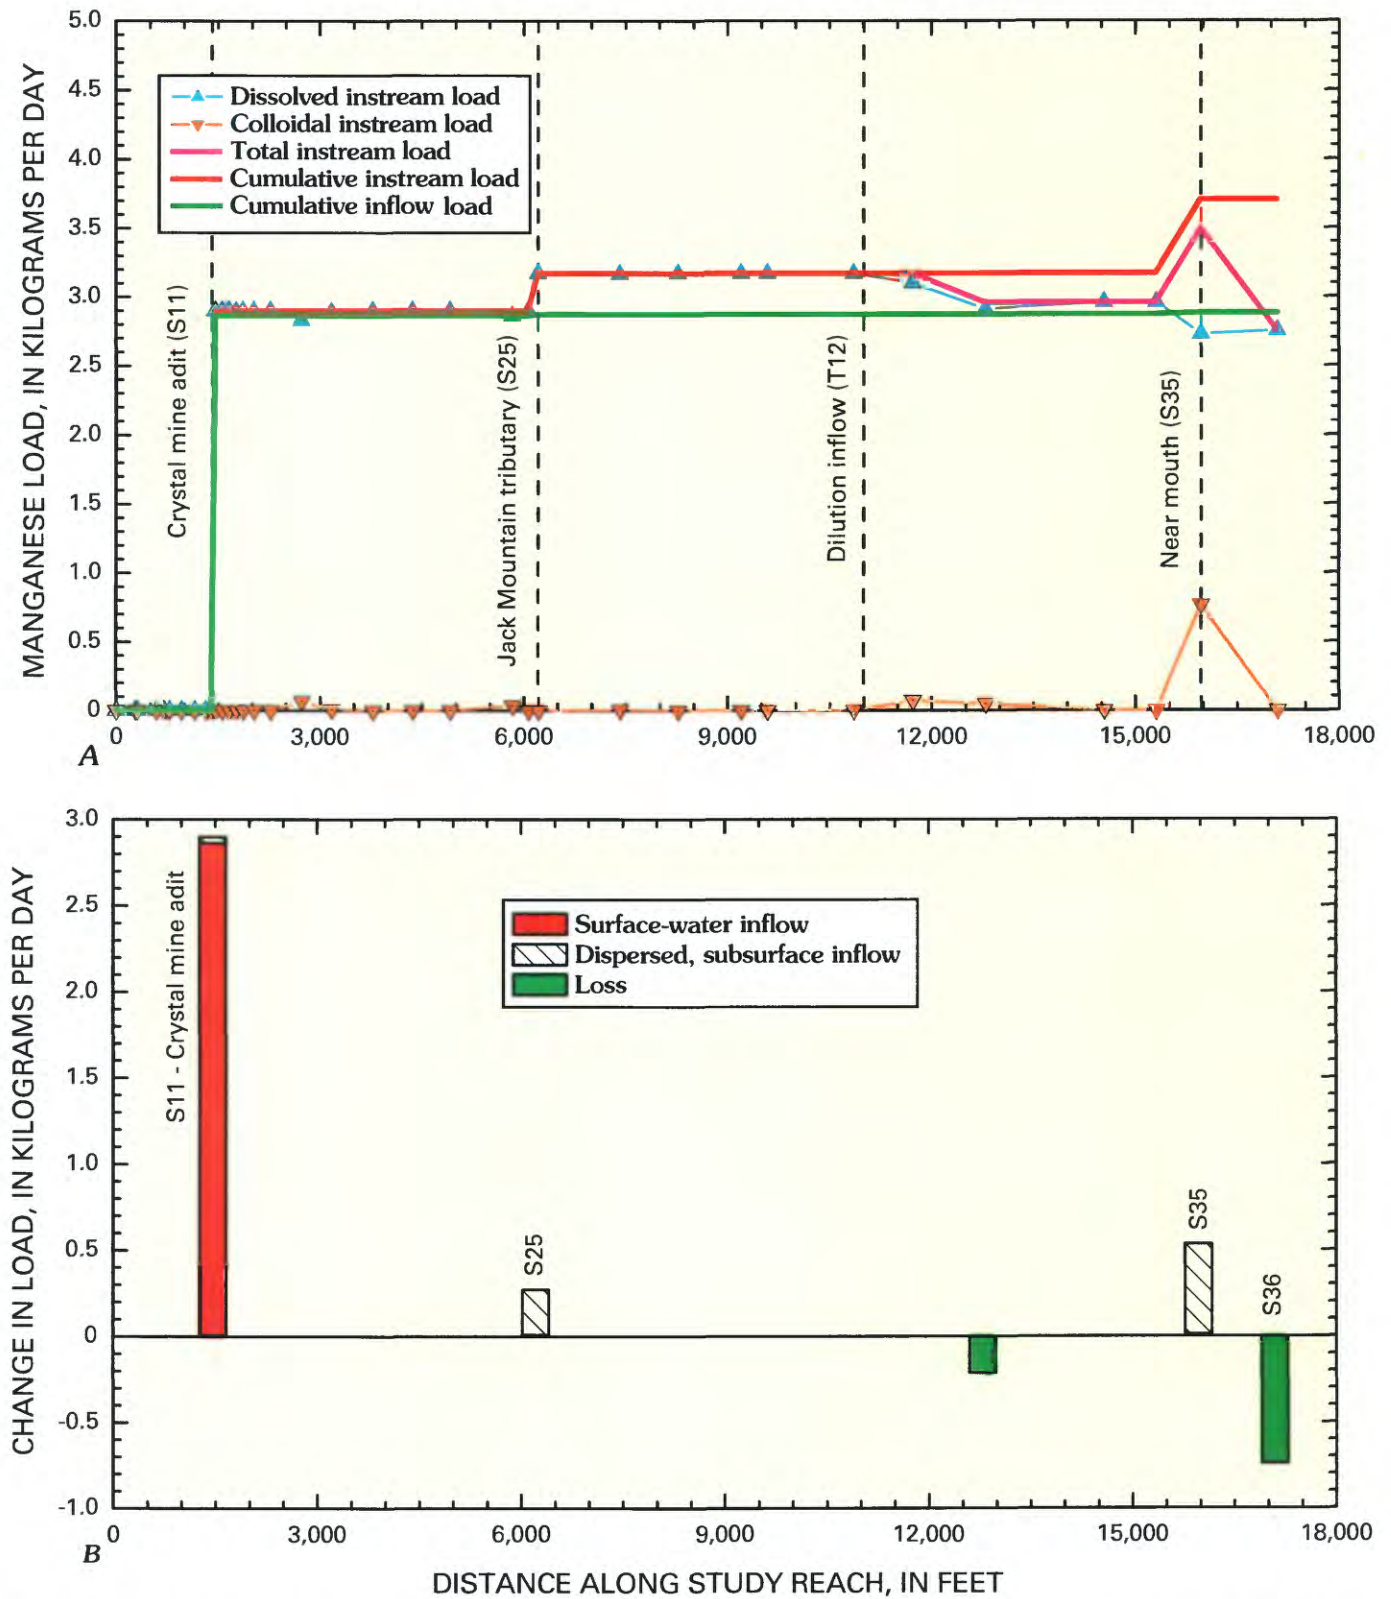 5.0
4.5
4.0
3.5
3.0
2.5
2.0
1.5
1.0
0.5
0
MANGANESE LOAD, IN KILOGRAMS PER DAY
Dissolved instream load
Colloidal instream load
Total instream load
Cumulative instream load
Cumulative inflow load
Crystal mine adit (S11)
Jack Mountain tributary (S25)
Dilution inflow (T12)
Near mouth (S35)
0 3,000 6,000 9,000 12,000 15,000 18,000
A
3.0
2.5
2.0
1.5
1.0
0.5
0
-0.5
-1.0
CHANGE IN LOAD, IN KILOGRAMS PER DAY
S11 - Crystal mine adit
Surface-water inflow
Dispersed, subsurface inflow
Loss
S25
S35
S36
0 3,000 6,000 9,000 12,000 15,000 18,000
B
DISTANCE ALONG STUDY REACH, IN FEET